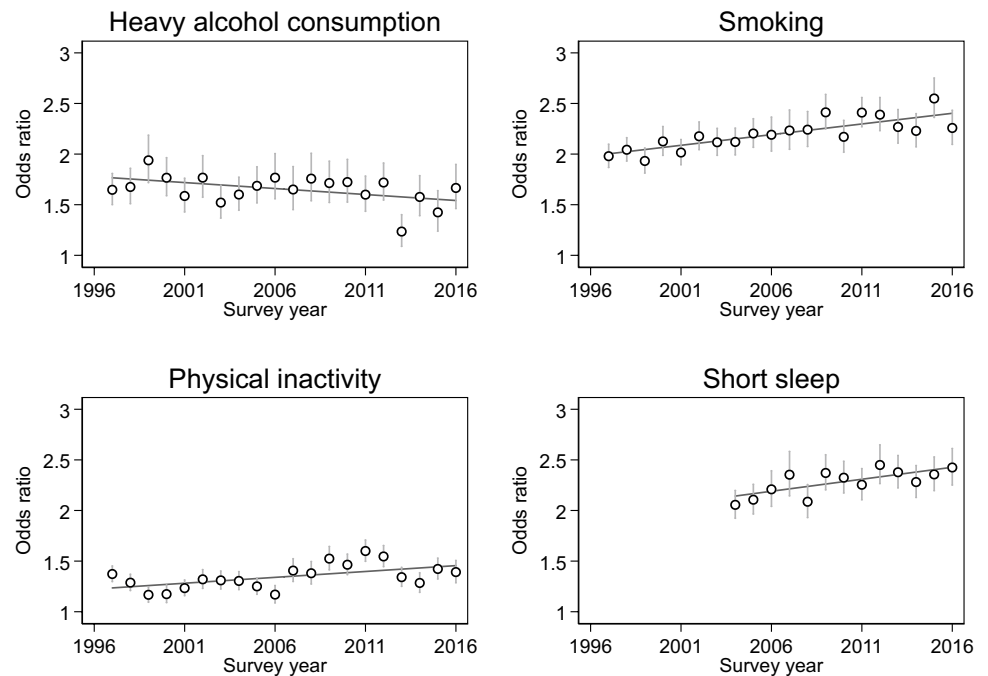 Heavy alcohol consumption
3
2.5
2
1.5
1
Odds ratio
1996 2001 2006 2011 2016
Survey year
Smoking
3
2.5
2
1.5
1
Odds ratio
1996 2001 2006 2011 2016
Survey year
Physical inactivity
3
2.5
2
1.5
1
Odds ratio
1996 2001 2006 2011 2016
Survey year
Short sleep
3
2.5
2
1.5
1
Odds ratio
1996 2001 2006 2011 2016
Survey year